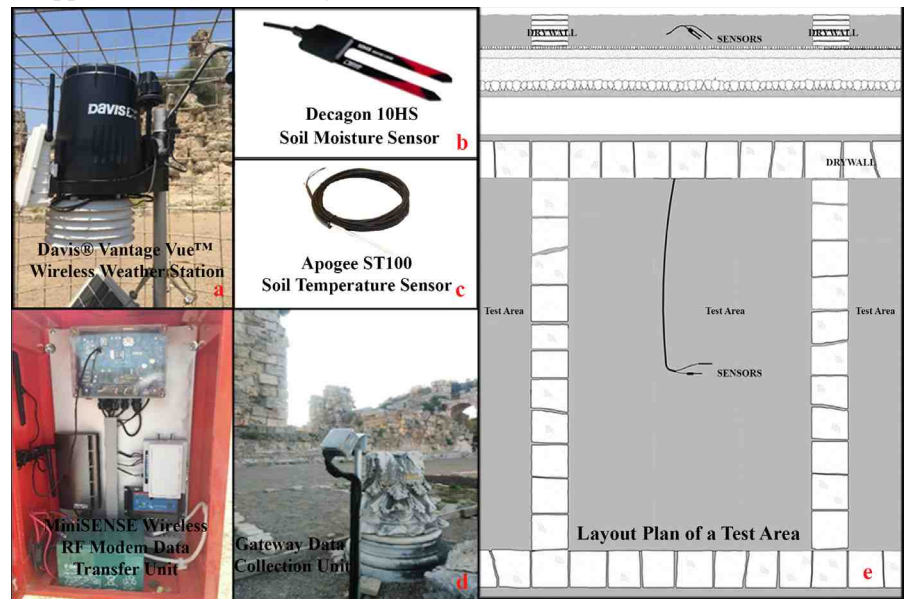 DAVIS
Davis® Vantage Vue™
Wireless Weather Station
a
Decagon 10HS
Soil Moisture Sensor
b
Apogee ST100
Soil Temperature Sensor
c
MiniSENSE Wireless
RF Modem Data
Transfer Unit
Gateway Data
Collection Unit
d
DRYWALL
SENSORS
DRYWALL
DRYWALL
Test Area
Test Area
Test Area
SENSORS
Layout Plan of a Test Area
e